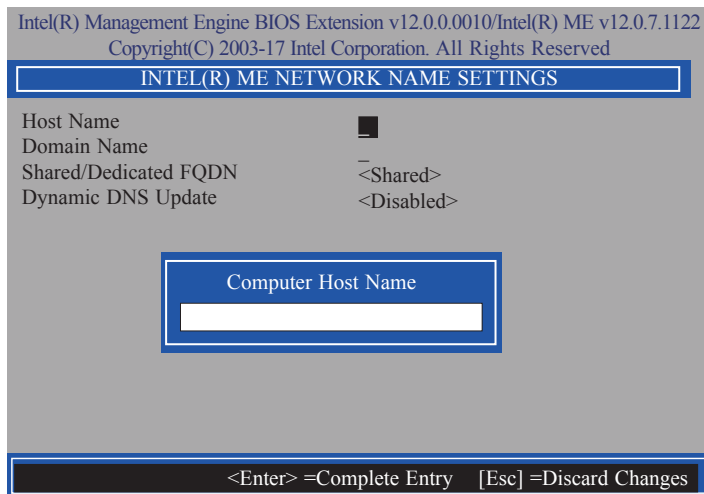 Intel(R) Management Engine BIOS Extension v12.0.0.0010/Intel(R) ME v12.0.7.1122
Copyright(C) 2003-17 Intel Corporation. All Rights Reserved
INTEL(R) ME NETWORK NAME SETTINGS
Host Name _
Domain Name _
Shared/Dedicated FQDN <Shared>
Dynamic DNS Update <Disabled>
Computer Host Name
<Enter> =Complete Entry [Esc] =Discard Changes